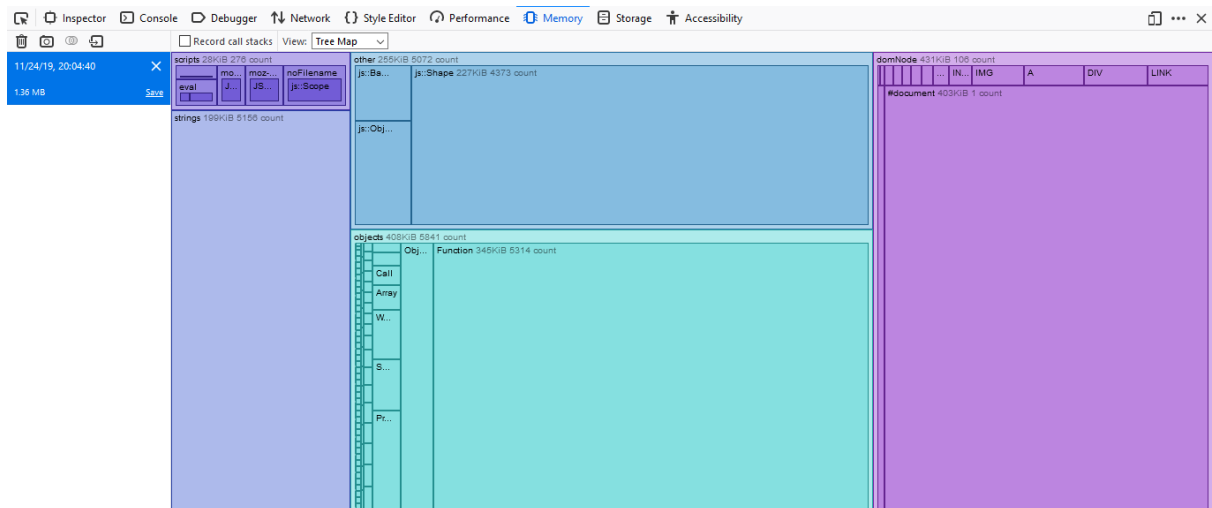 Inspector Console Debugger Network {} Style Editor Performance Memory Storage Accessibility
Record call stacks View: Tree Map
11/24/19, 20:04:40
1.36 MB Save
scripts 28KiB 276 count
mo... moz-... noFilename
eval J... JS... js::Scope
strings 199KiB 5156 count
other 255KiB 5072 count
js::Ba... js::Shape 227KiB 4373 count
js::Obj...
objects 408KiB 5841 count
Obj... Function 345KiB 5314 count
Call
Array
W...
S...
Pr...
domNode 431KiB 106 count
... IN... IMG A DIV LINK
#document 403KiB 1 count